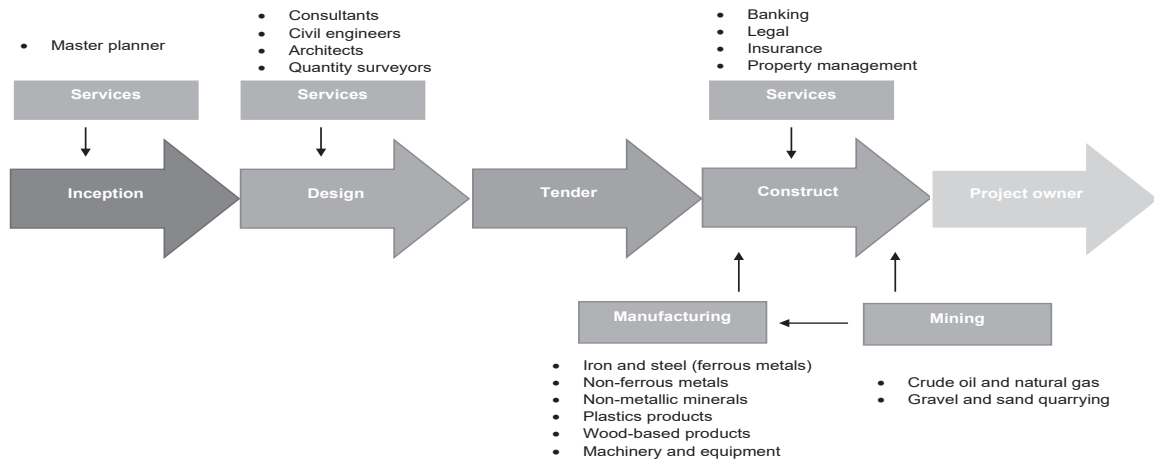 • Master planner
Services
• Consultants
• Civil engineers
• Architects
• Quantity surveyors
Services
• Banking
• Legal
• Insurance
• Property management
Services
Inception
Design
Tender
Construct
Project owner
Manufacturing
Mining
• Iron and steel (ferrous metals)
• Non-ferrous metals
• Non-metallic minerals
• Plastics products
• Wood-based products
• Machinery and equipment
• Crude oil and natural gas
• Gravel and sand quarrying